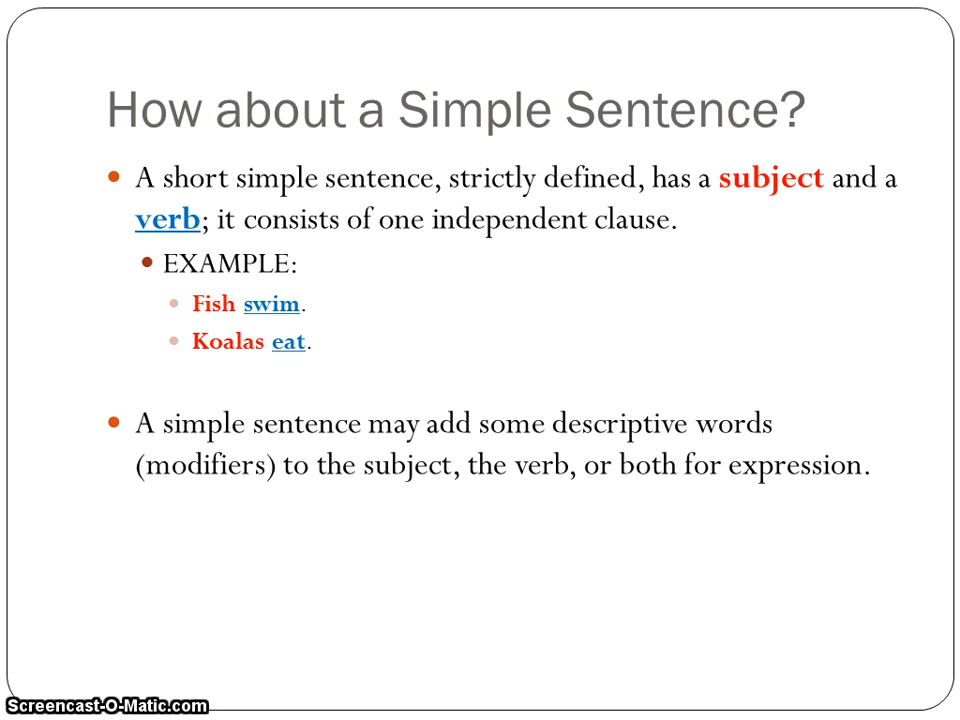 How about a Simple Sentence?
• A short simple sentence, strictly defined, has a subject and a
verb; it consists of one independent clause.
• EXAMPLE:
• Fish swim.
• Koalas eat.
• A simple sentence may add some descriptive words
(modifiers) to the subject, the verb, or both for expression.
Screencast-O-Matic.com